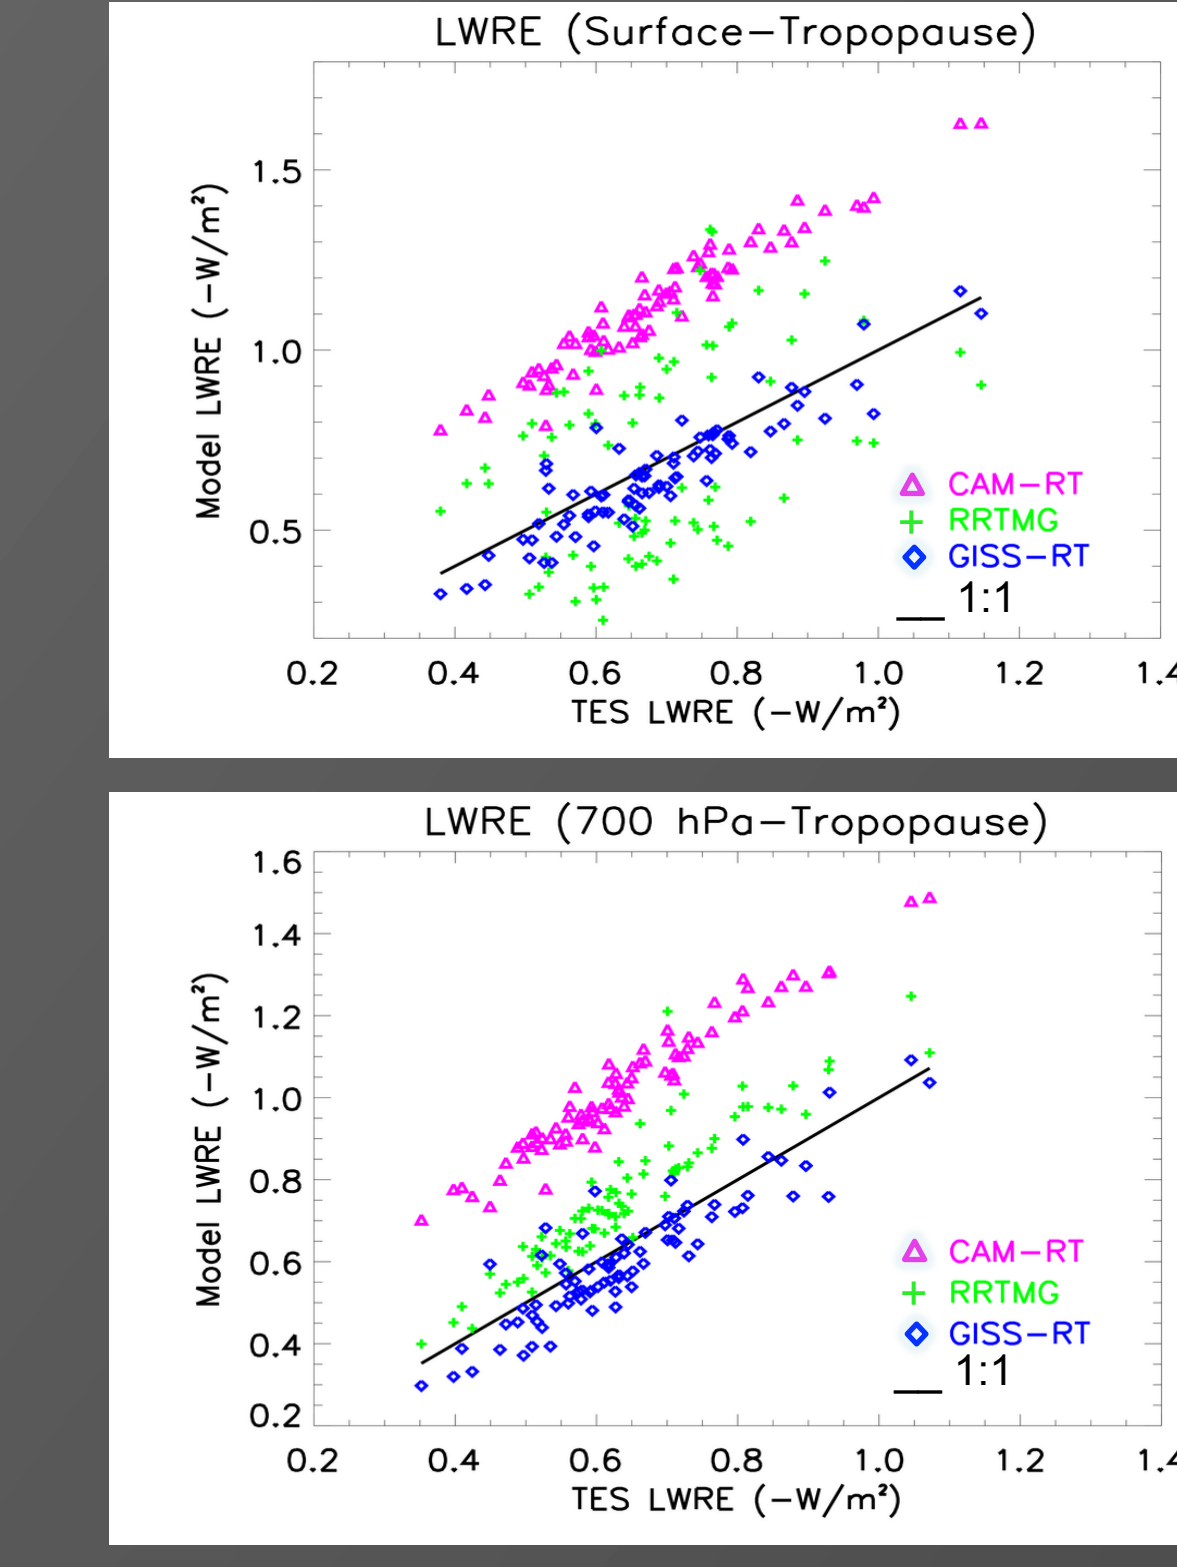 LWRE (Surface-Tropopause)
1.5
1.0
0.5
Model LWRE (-W/m²)
CAM-RT
RRTMG
GISS-RT
1:1
0.2 0.4 0.6 0.8 1.0 1.2 1.4
TES LWRE (-W/m²)
LWRE (700 hPa-Tropopause)
1.6
1.4
1.2
1.0
0.8
0.6
0.4
0.2
Model LWRE (-W/m²)
CAM-RT
RRTMG
GISS-RT
1:1
0.2 0.4 0.6 0.8 1.0 1.2 1.4
TES LWRE (-W/m²)